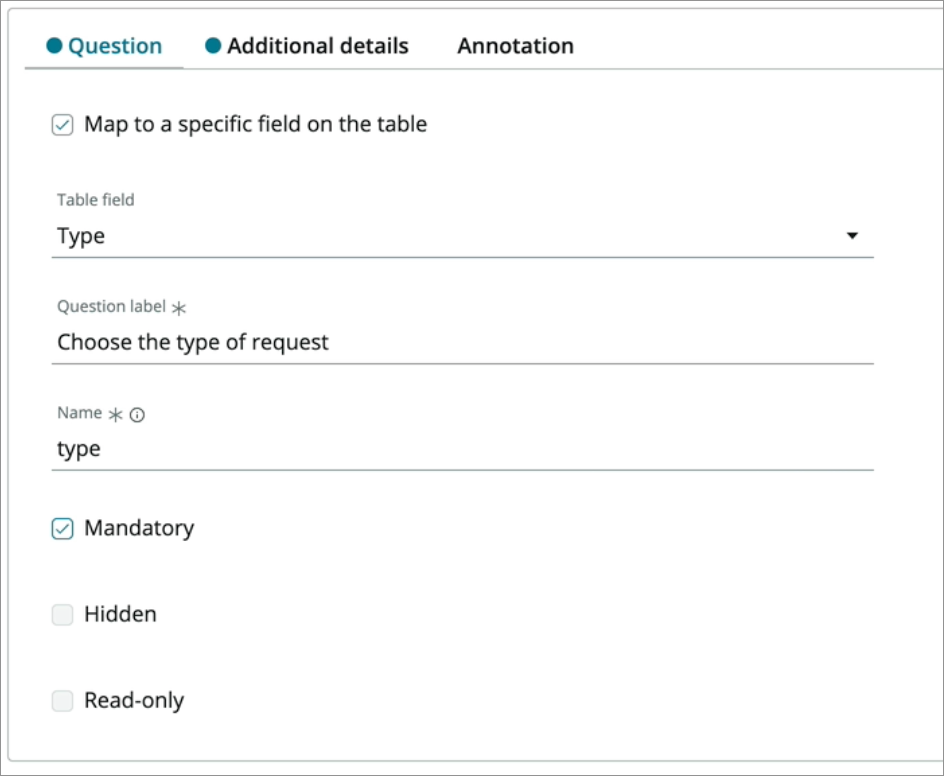 Question Additional details Annotation
Map to a specific field on the table
Table field
Type
Question label *
Choose the type of request
Name *
type
Mandatory
Hidden
Read-only